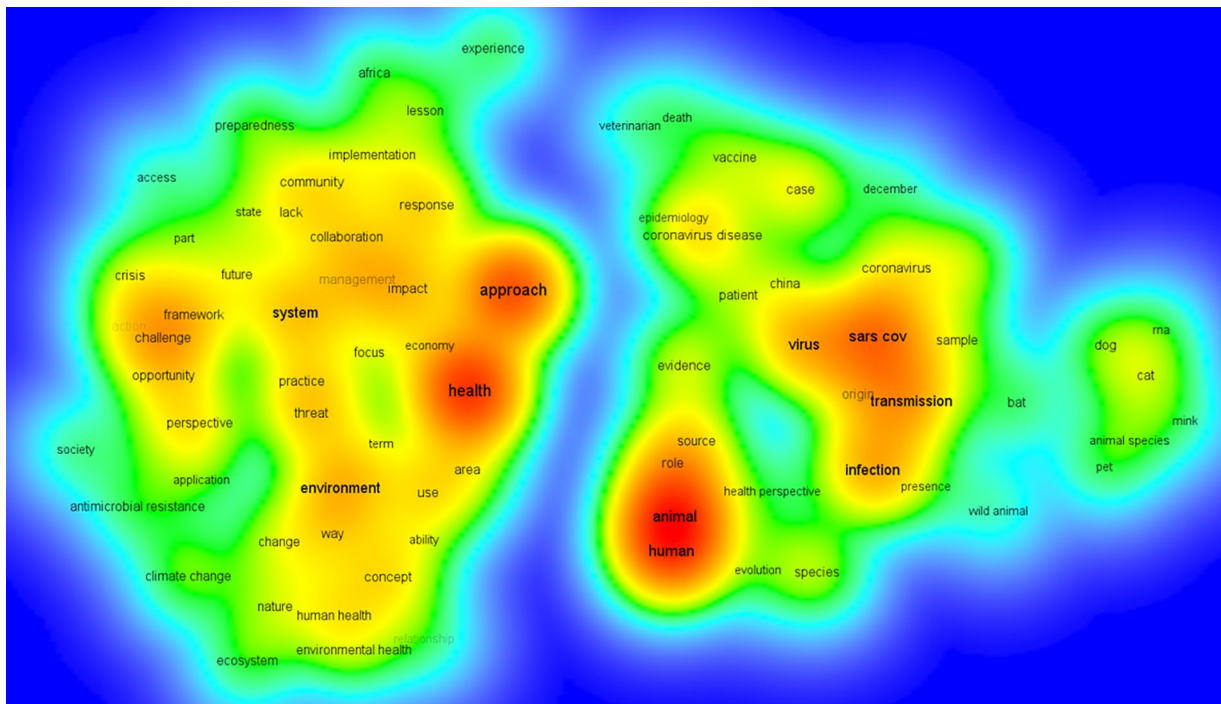 experience
africa
lesson
preparedness
implementation
access
community
state
lack
response
part
collaboration
crisis
future
management
impact
approach
action
framework
system
challenge
focus
economy
opportunity
practice
health
threat
perspective
term
society
area
application
environment
use
antimicrobial resistance
way
change
ability
climate change
concept
nature
human health
relationship
environmental health
ecosystem
veterinarian
death
vaccine
case
december
epidemiology
coronavirus disease
coronavirus
china
patient
virus
sars cov
sample
evidence
origin
transmission
bat
source
role
infection
presence
health perspective
wild animal
animal
human
evolution
species
rna
dog
cat
mink
animal species
pet